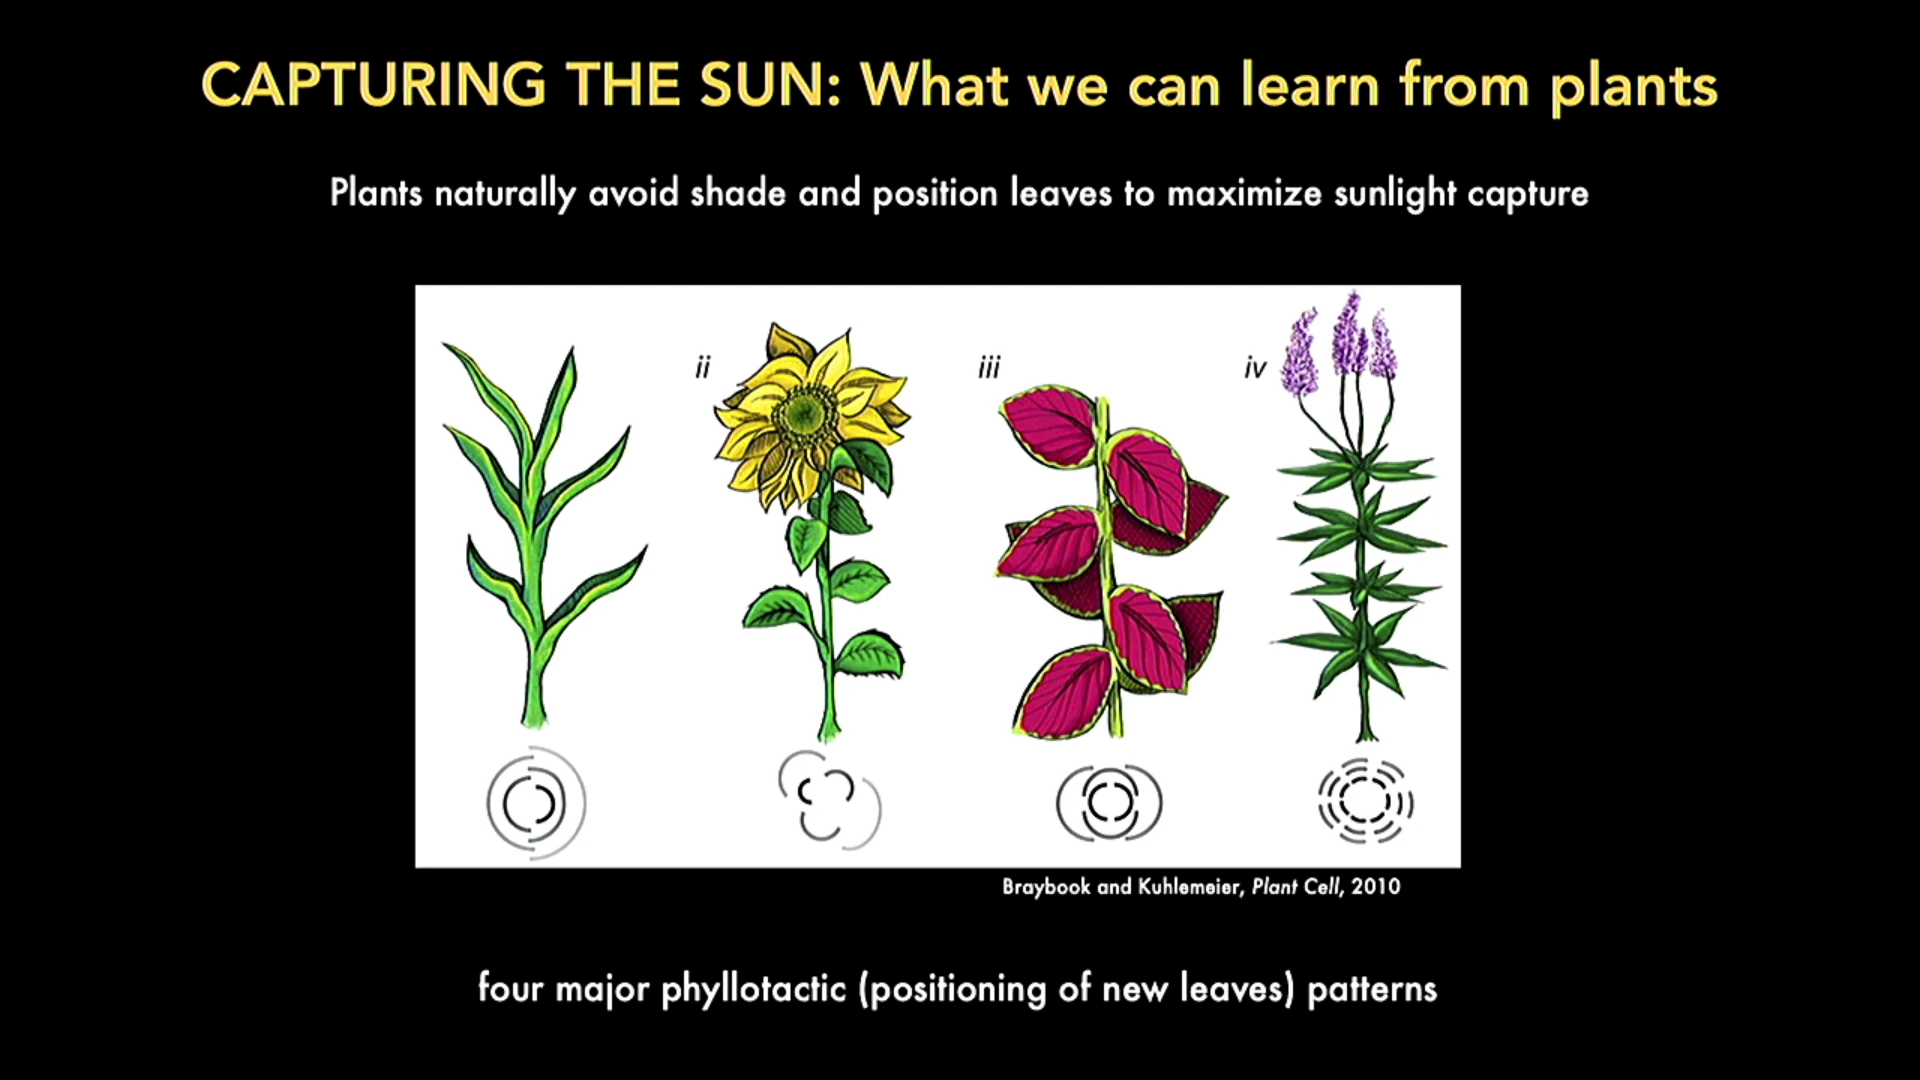 CAPTURING THE SUN: What we can learn from plants
Plants naturally avoid shade and position leaves to maximize sunlight capture
ii
iii
iv
Braybook and Kuhlemeier, Plant Cell, 2010
four major phyllotactic (positioning of new leaves) patterns